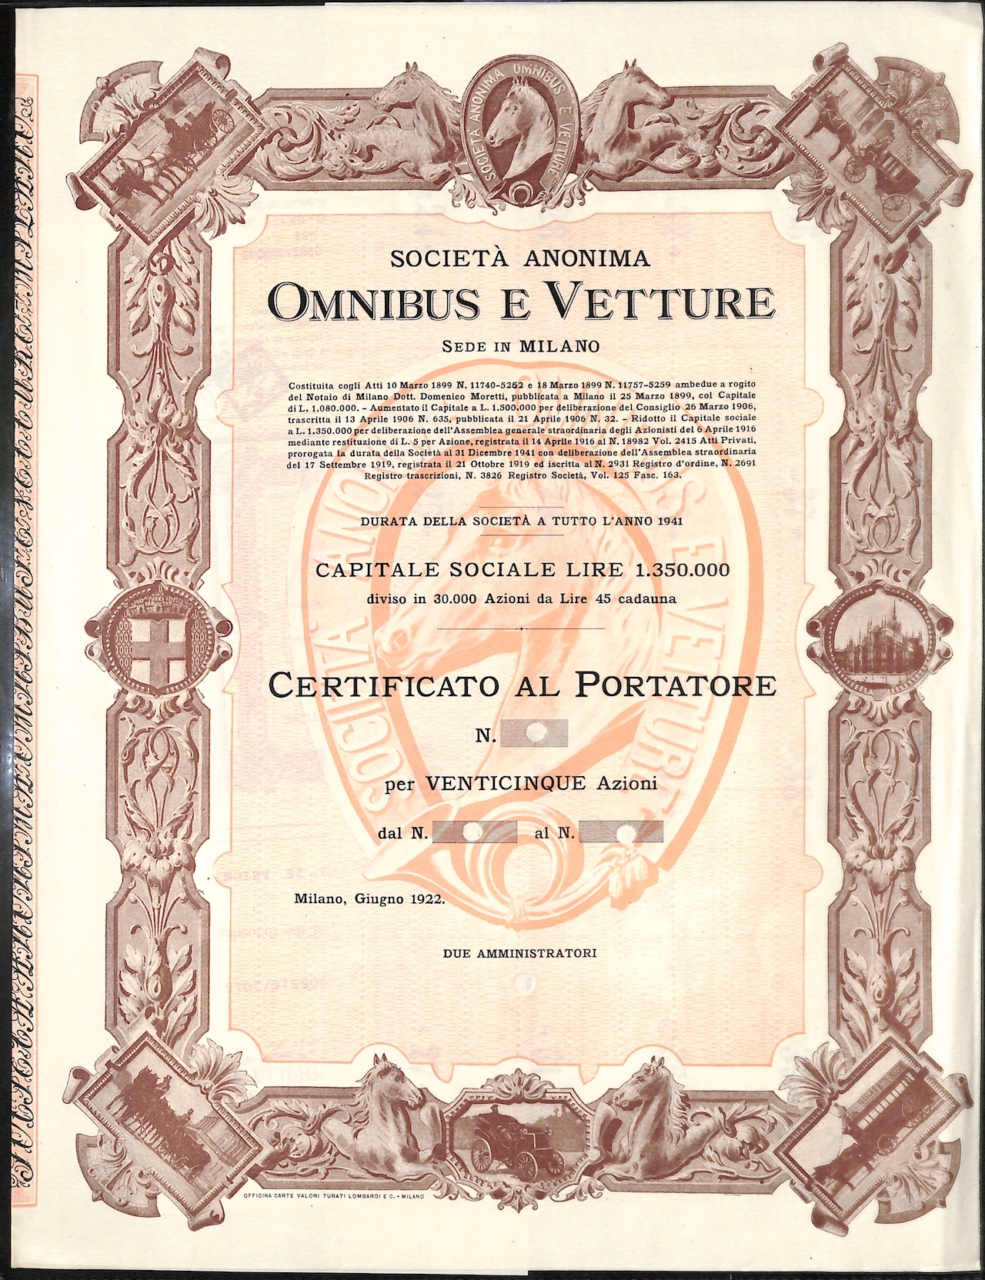 SOCIETÀ ANONIMA OMNIBUS E VETTURE
SOCIETÀ ANONIMA
OMNIBUS E VETTURE
SEDE IN MILANO
Costituita cogli Atti 10 Marzo 1899 N. 11740-5252 e 18 Marzo 1899 N. 11757-5259 ambedue a rogito
del Notaio di Milano Dott. Domenico Moretti, pubblicata a Milano il 25 Marzo 1899, col Capitale
di L. 1.080.000. - Aumentato il Capitale a L. 1.500.000 per deliberazione del Consiglio 26 Marzo 1906,
trascritta il 13 Aprile 1906 N. 635, pubblicata il 21 Aprile 1906 N. 32. - Ridotto il Capitale sociale
a L. 1.350.000 per deliberazione dell'Assemblea generale straordinaria degli Azionisti del 6 Aprile 1916
mediante restituzione di L. 5 per Azione, registrata il 14 Aprile 1916 al N. 18982 Vol. 2415 Atti Privati,
prorogata la durata della Società al 31 Dicembre 1941 con deliberazione dell'Assemblea straordinaria
del 17 Settembre 1919, registrata il 21 Ottobre 1919 ed iscritta al N. 2931 Registro d'ordine, N. 2691
Registro trascrizioni, N. 3826 Registro Società, Vol. 125 Fasc. 163.
DURATA DELLA SOCIETÀ A TUTTO L'ANNO 1941
CAPITALE SOCIALE LIRE 1.350.000
diviso in 30.000 Azioni da Lire 45 cadauna
CERTIFICATO AL PORTATORE
N.
per VENTICINQUE Azioni
dal N. al N.
Milano, Giugno 1922.
DUE AMMINISTRATORI
OFFICINA CARTE VALORI TURATI LOMBARDI E C. - MILANO